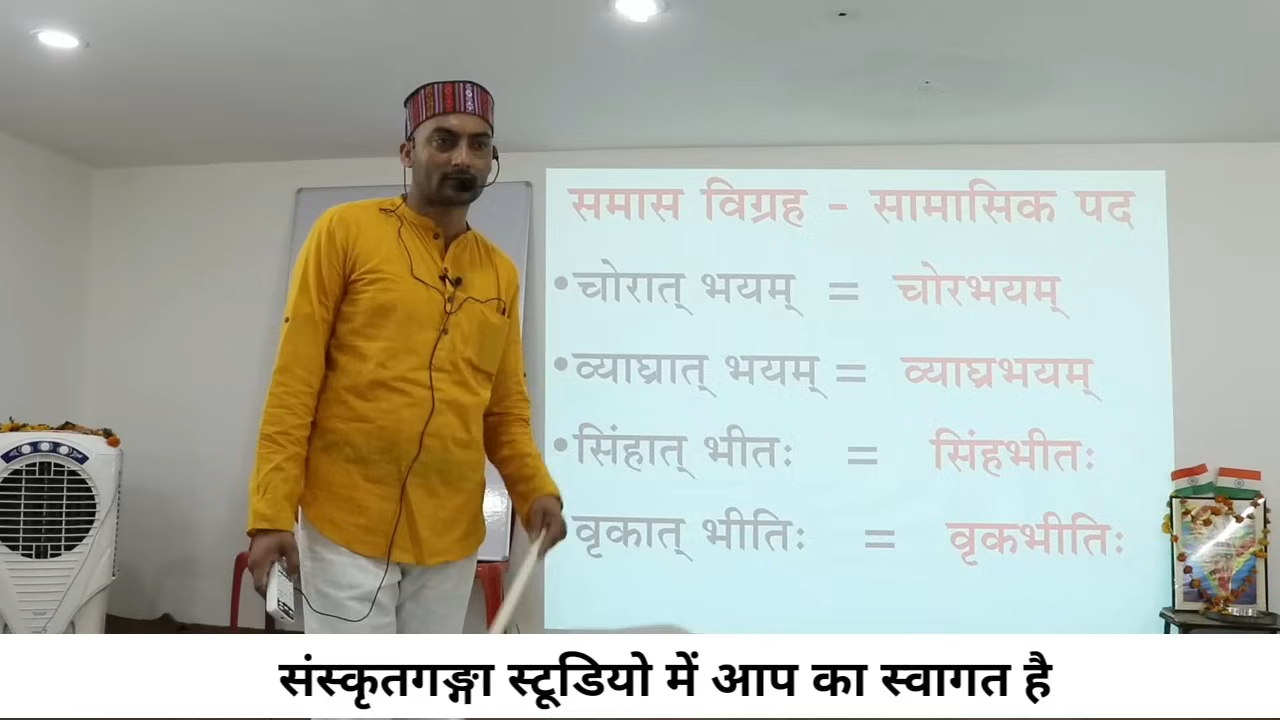 समास विग्रह - सामासिक पद
•चोरात् भयम् = चोरभयम्
•व्याघ्रात् भयम् = व्याघ्रभयम्
•सिंहात् भीतः = सिंहभीतः
वृकात् भीतिः = वृकभीतिः
संस्कृतगङ्गा स्टूडियो में आप का स्वागत है